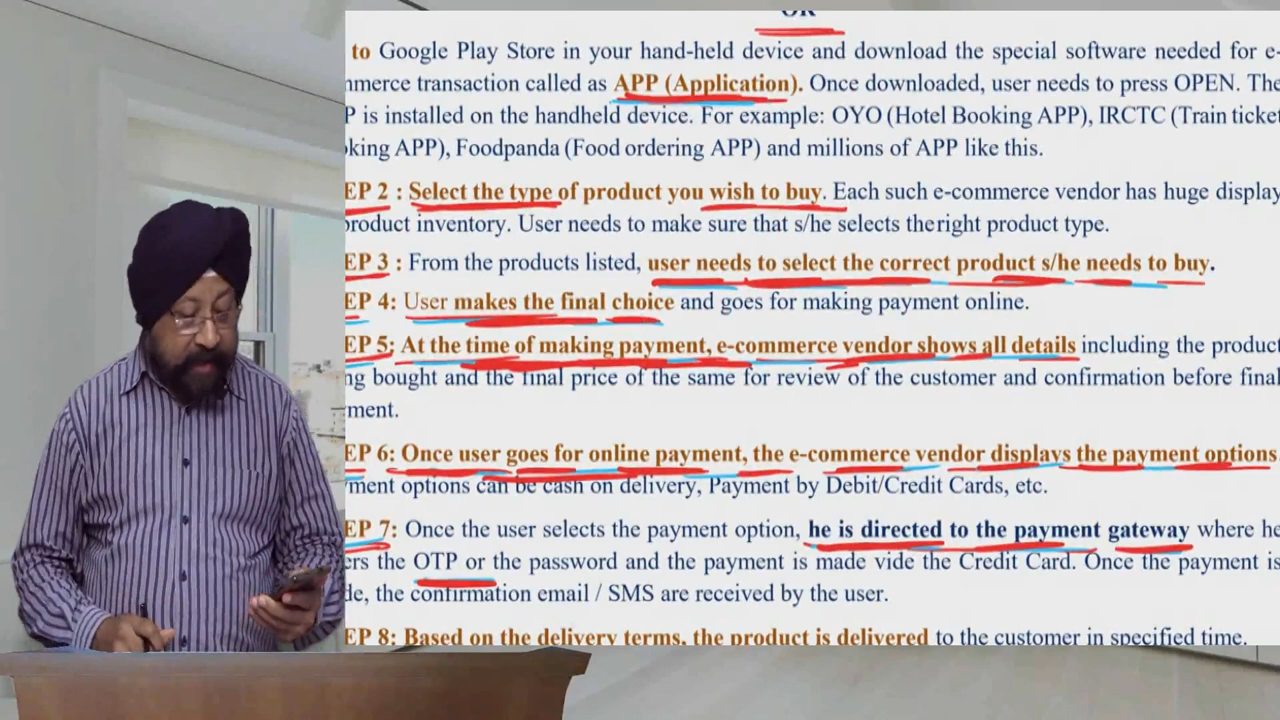 OR
to Google Play Store in your hand-held device and download the special software needed for e-
mmerce transaction called as APP (Application). Once downloaded, user needs to press OPEN. The
P is installed on the handheld device. For example: OYO (Hotel Booking APP), IRCTC (Train ticket
king APP), Foodpanda (Food ordering APP) and millions of APP like this.
EP 2 : Select the type of product you wish to buy. Each such e-commerce vendor has huge display
product inventory. User needs to make sure that s/he selects theright product type.
EP 3 : From the products listed, user needs to select the correct product s/he needs to buy.
EP 4: User makes the final choice and goes for making payment online.
EP 5: At the time of making payment, e-commerce vendor shows all details including the product
ng bought and the final price of the same for review of the customer and confirmation before final
ment.
EP 6: Once user goes for online payment, the e-commerce vendor displays the payment options.
ment options can be cash on delivery, Payment by Debit/Credit Cards, etc.
EP 7: Once the user selects the payment option, he is directed to the payment gateway where he
ers the OTP or the password and the payment is made vide the Credit Card. Once the payment is
de, the confirmation email / SMS are received by the user.
EP 8: Based on the delivery terms, the product is delivered to the customer in specified time.